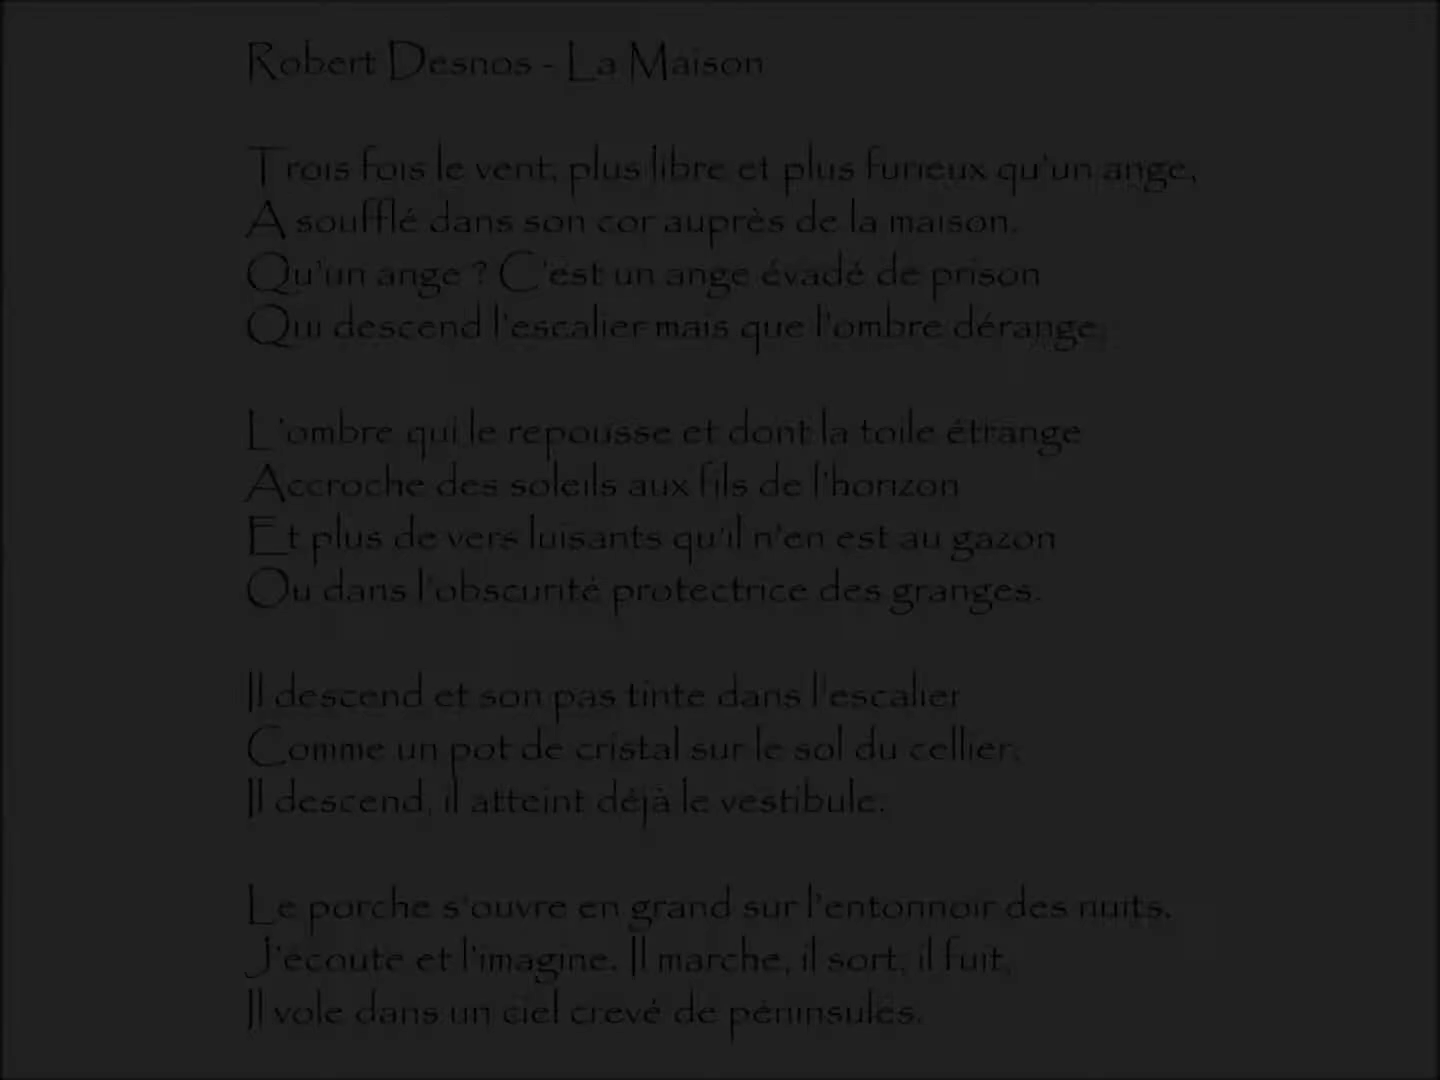 Robert Desnos - La Maison
Trois fois le vent, plus libre et plus furieux qu'un ange,
A soufflé dans son cor auprès de la maison.
Qu'un ange ? C'est un ange évadé de prison
Qui descend l'escalier mais que l'ombre dérange,
L'ombre qui le repousse et dont la toile étrange
Accroche des soleils aux fils de l'horizon
Et plus de vers luisants qu'il n'en est au gazon
Ou dans l'obscurité protectrice des granges.
Il descend et son pas tinte dans l'escalier
Comme un pot de cristal sur le sol du cellier.
Il descend, il atteint déjà le vestibule.
Le porche s'ouvre en grand sur l'entonnoir des nuits.
J'écoute et l'imagine. Il marche, il sort, il fuit,
Il vole dans un ciel crevé de péninsules.